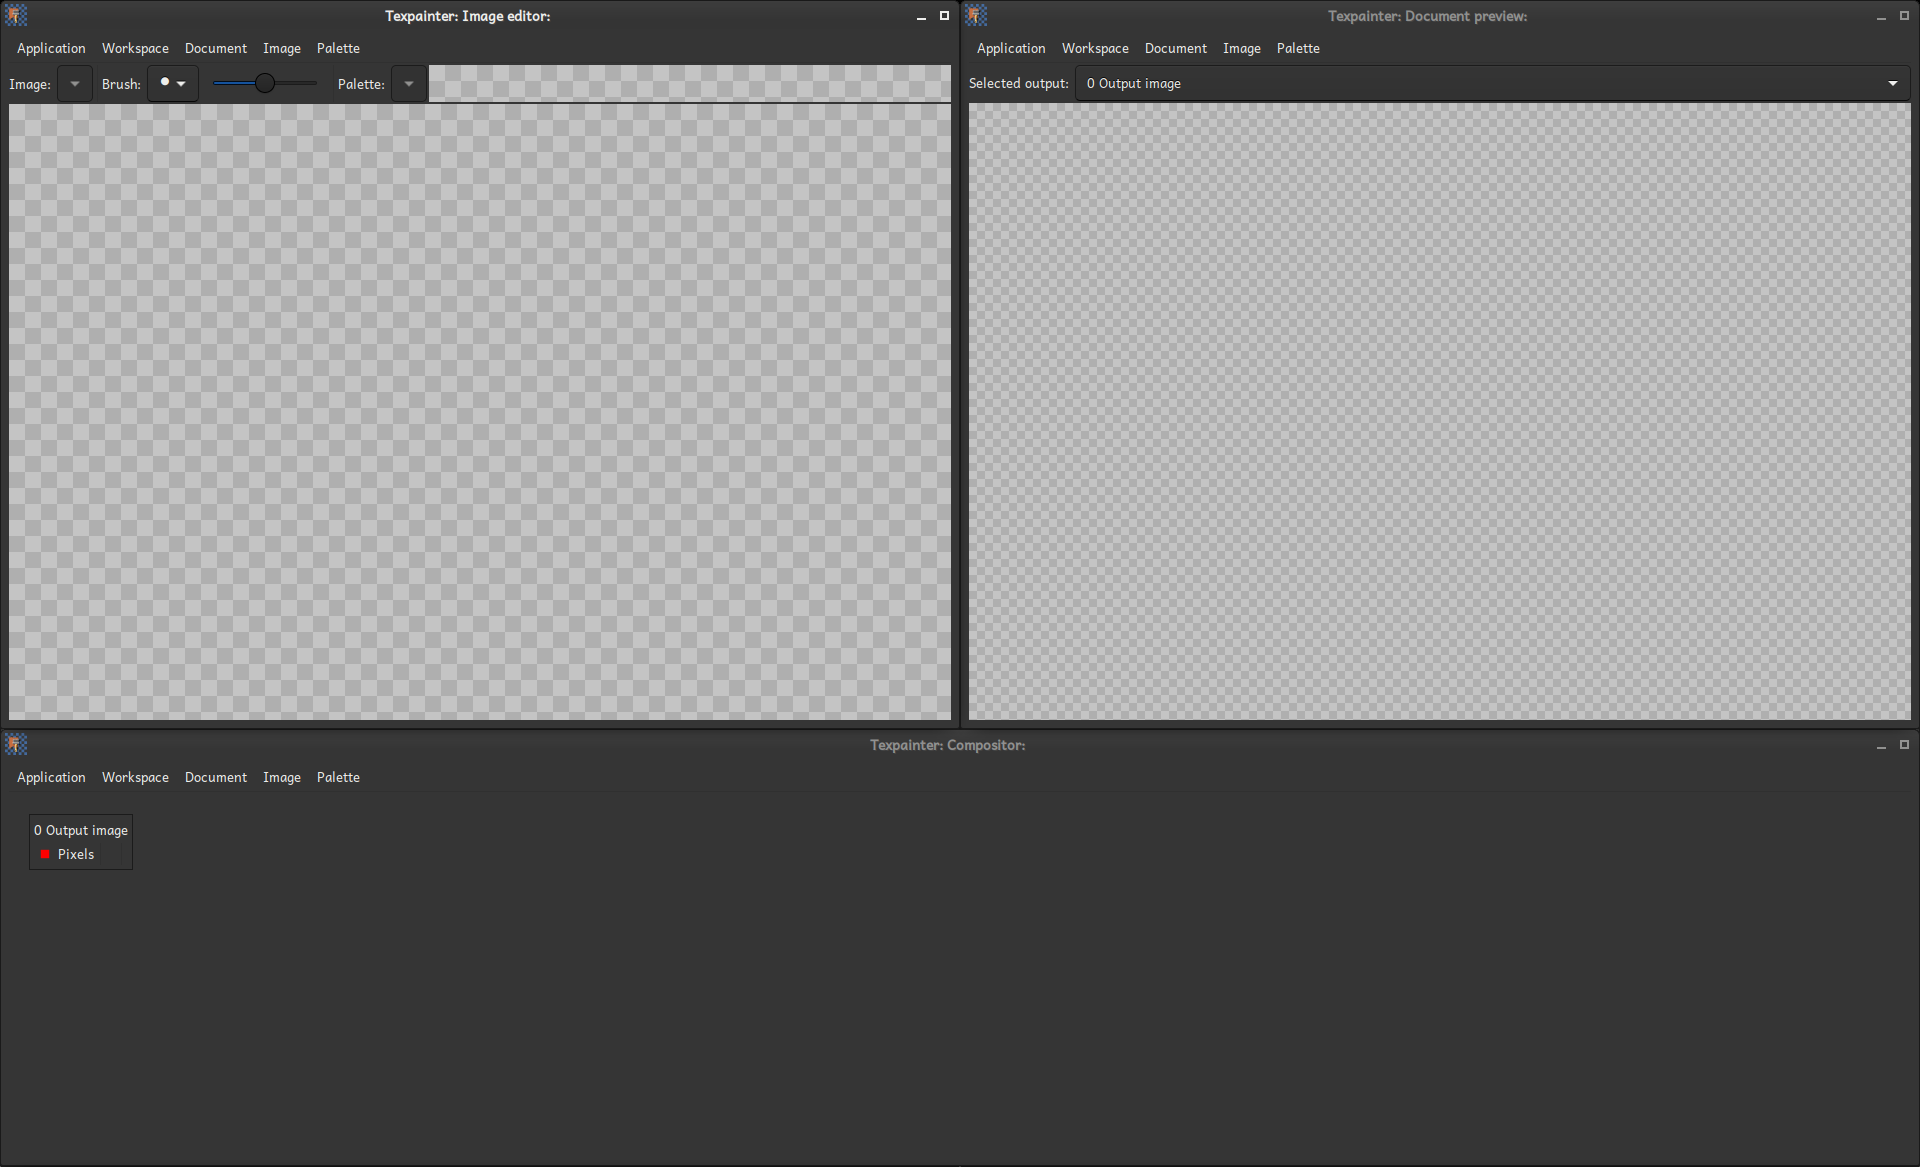 Texpainter: Image editor:
Application Workspace Document Image Palette
Image: Brush: Palette:
Texpainter: Document preview:
Application Workspace Document Image Palette
Selected output: 0 Output image
Texpainter: Compositor:
Application Workspace Document Image Palette
0 Output image
Pixels